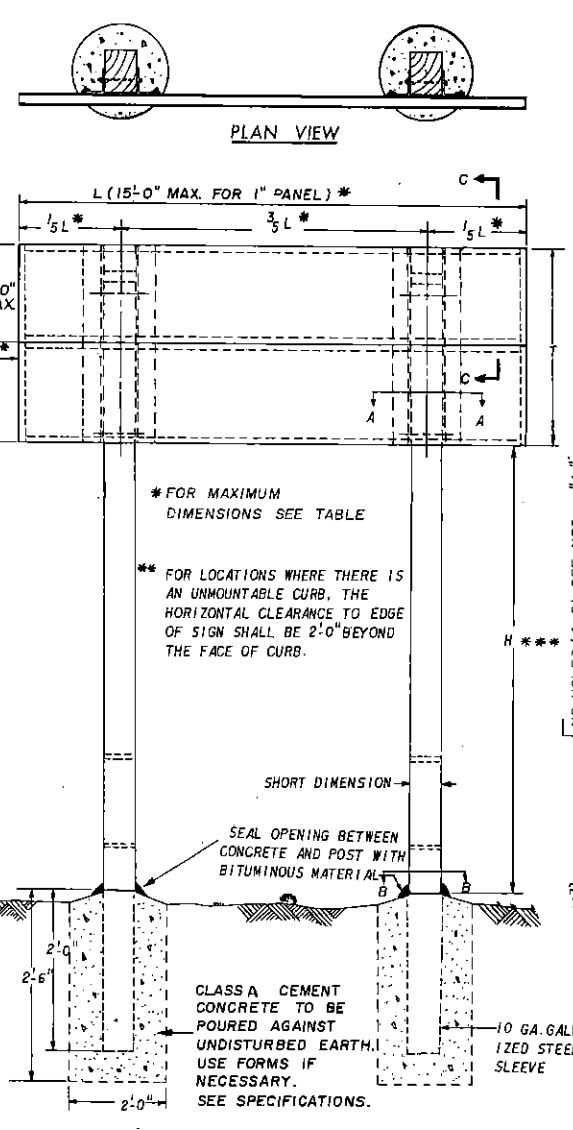 PLAN VIEW
L (15'-0" MAX. FOR 1" PANEL) *
C
1/5 L *
3/5 L *
1/5 L *
0"
AX.
*
C
A
A
* FOR MAXIMUM
DIMENSIONS SEE TABLE
** FOR LOCATIONS WHERE THERE IS
AN UNMOUNTABLE CURB, THE
HORIZONTAL CLEARANCE TO EDGE
OF SIGN SHALL BE 2'-0" BEYOND
THE FACE OF CURB.
H ***
SHORT DIMENSION
SEAL OPENING BETWEEN
CONCRETE AND POST WITH
BITUMINOUS MATERIAL
B
B
2'-0"
2'-6"
CLASS A CEMENT
CONCRETE TO BE
POURED AGAINST
UNDISTURBED EARTH.
USE FORMS IF
NECESSARY.
SEE SPECIFICATIONS.
10 GA. GAL
IZED STEE
SLEEVE
2'-0"